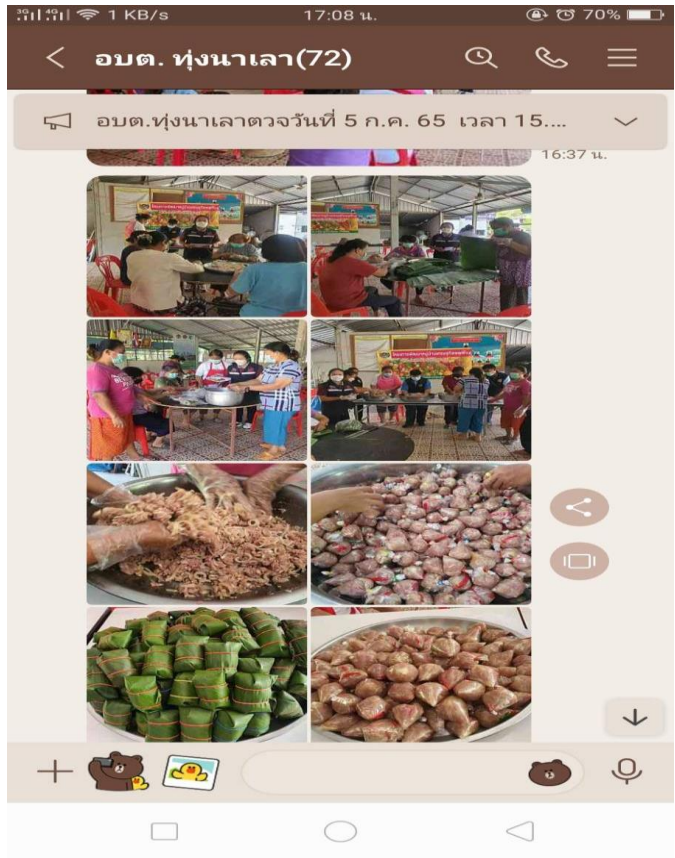 3G 4G 1 KB/s 17:08 น. 70%
อบต. ทุ่งนาเลา(72)
อบต.ทุ่งนาเลาตวจวันที่ 5 ก.ค. 65 เวลา 15....
16:37 น.